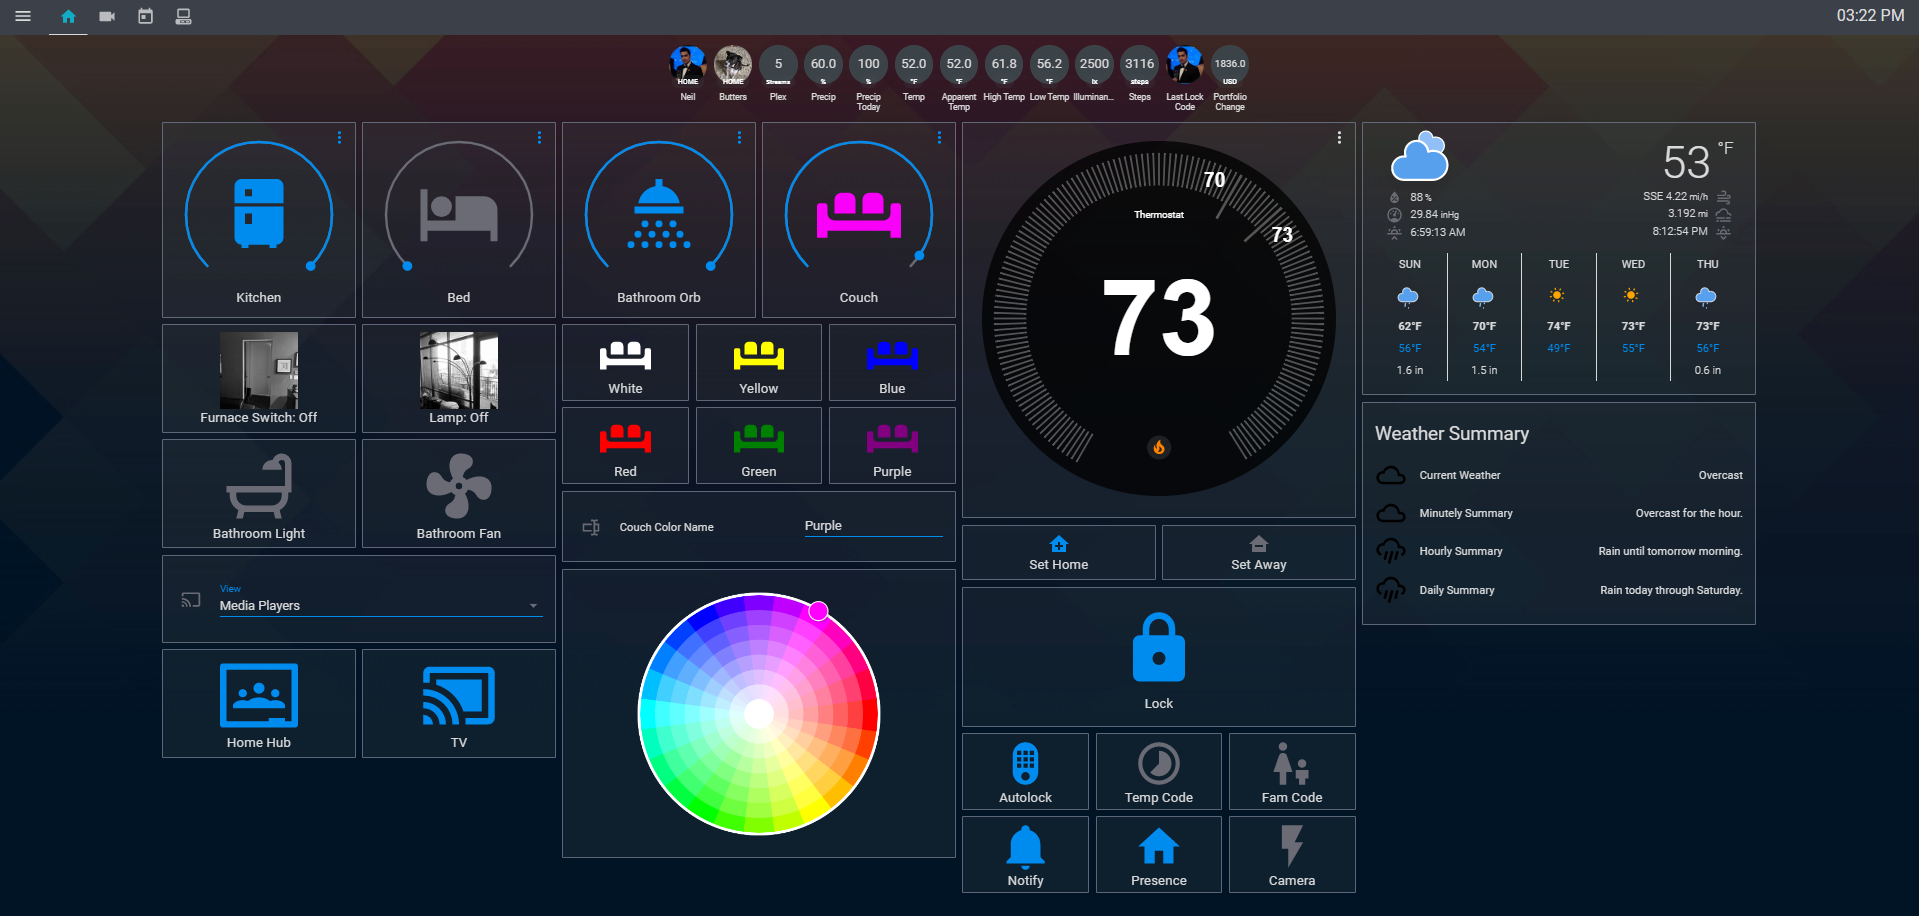 03:22 PM
HOME
HOME
5
60.0
100
52.0
52.0
61.8
56.2
2500
3116
1836.0
Streams
%
%
°F
°F
°F
°F
lx
steps
USD
Neil
Butters
Plex
Precip
Precip
Today
Temp
Apparent
Temp
High Temp
Low Temp
Illuminan...
Steps
Last Lock
Code
Portfolio
Change
Kitchen
Bed
Bathroom Orb
Couch
Furnace Switch: Off
Lamp: Off
Bathroom Light
Bathroom Fan
View
Media Players
Home Hub
TV
White
Yellow
Blue
Red
Green
Purple
Couch Color Name
Purple
70
Thermostat
73
73
Set Home
Set Away
Lock
Autolock
Temp Code
Fam Code
Notify
Presence
Camera
53 °F
88 %
SSE 4.22 mi/h
29.84 inHg
3.192 mi
6:59:13 AM
8:12:54 PM
SUN
MON
TUE
WED
THU
62°F
70°F
74°F
73°F
73°F
56°F
54°F
49°F
55°F
56°F
1.6 in
1.5 in
0.6 in
Weather Summary
Current Weather
Overcast
Minutely Summary
Overcast for the hour.
Hourly Summary
Rain until tomorrow morning.
Daily Summary
Rain today through Saturday.